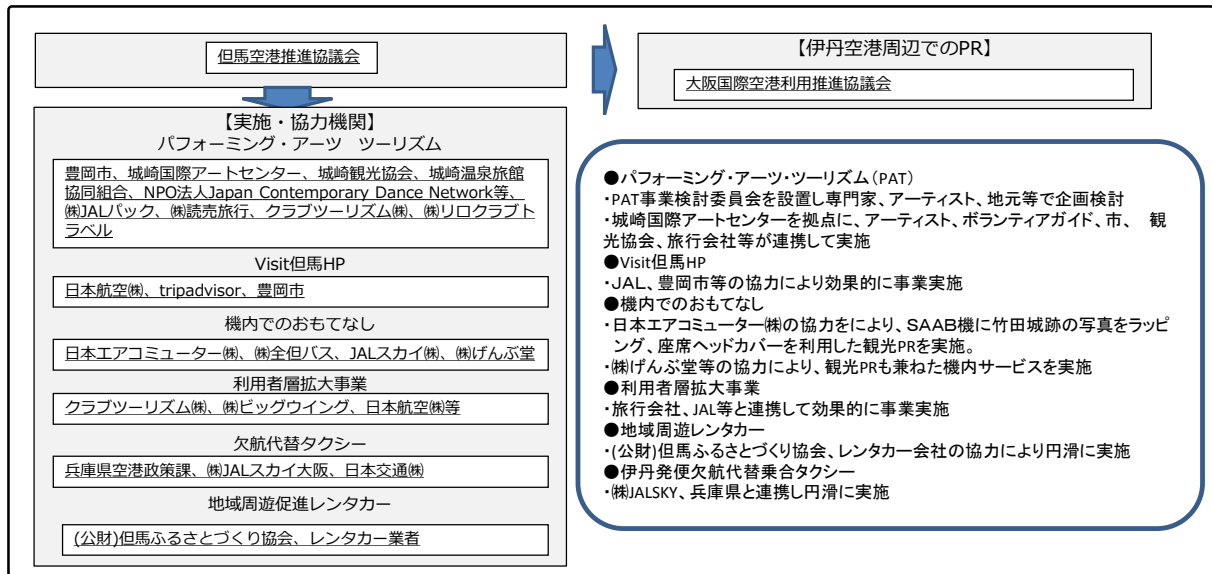 但馬空港推進協議会
【伊丹空港周辺でのPR】
大阪国際空港利用推進協議会
【実施・協力機関】
パフォーミング・アーツ　ツーリズム
豊岡市、城崎国際アートセンター、城崎観光協会、城崎温泉旅館
協同組合、NPO法人Japan Contemporary Dance Network等、
㈱JALパック、㈱読売旅行、クラブツーリズム㈱、㈱リロクラブト
ラベル
Visit但馬HP
日本航空㈱、tripadvisor、豊岡市
機内でのおもてなし
日本エアコミューター㈱、㈱全但バス、JALスカイ㈱、㈱げんぶ堂
利用者層拡大事業
クラブツーリズム㈱、㈱ビッグウイング、日本航空㈱等
欠航代替タクシー
兵庫県空港政策課、㈱JALスカイ大阪、日本交通㈱
地域周遊促進レンタカー
(公財)但馬ふるさとづくり協会、レンタカー業者
●パフォーミング・アーツ・ツーリズム（PAT）
・PAT事業検討委員会を設置し専門家、アーティスト、地元等で企画検討
・城崎国際アートセンターを拠点に、アーティスト、ボランティアガイド、市、　観
光協会、旅行会社等が連携して実施
●Visit但馬HP
・ＪＡＬ、豊岡市等の協力により効果的に事業実施
●機内でのおもてなし
・日本エアコミューター㈱の協力をにより、ＳＡＡＢ機に竹田城跡の写真をラッピ
ング、座席ヘッドカバーを利用した観光PRを実施。
・㈱げんぶ堂等の協力により、観光PRも兼ねた機内サービスを実施
●利用者層拡大事業
・旅行会社、JAL等と連携して効果的に事業実施
●地域周遊レンタカー
・(公財)但馬ふるさとづくり協会、レンタカー会社の協力により円滑に実施
●伊丹発便欠航代替乗合タクシー
・㈱JALSKY、兵庫県と連携し円滑に実施